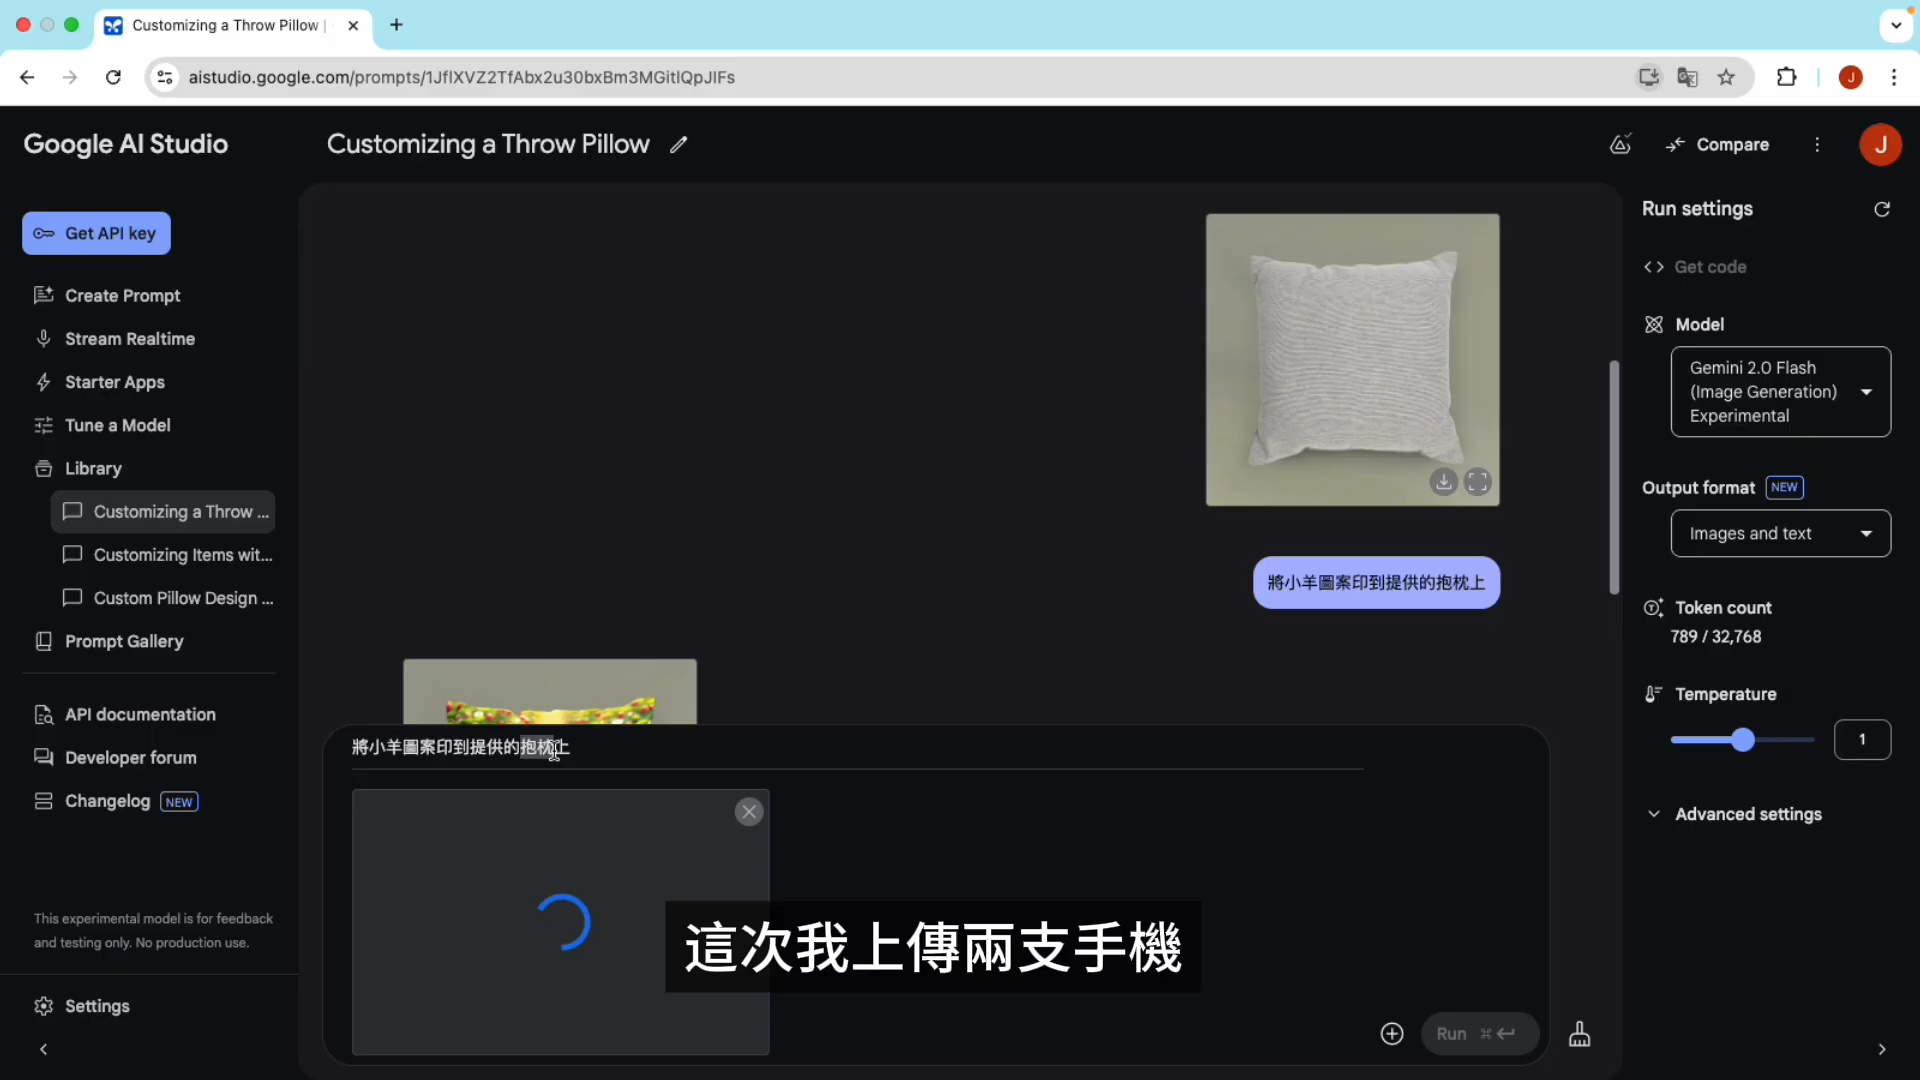 Customizing a Throw Pillow |
aistudio.google.com/prompts/1JfIXVZ2TfAbx2u30bxBm3MGitlQpJIFs
J
Google AI Studio
Customizing a Throw Pillow
Compare
J
Get API key
Create Prompt
Stream Realtime
Starter Apps
Tune a Model
Library
Customizing a Throw ...
Customizing Items wit...
Custom Pillow Design ...
Prompt Gallery
API documentation
Developer forum
Changelog NEW
This experimental model is for feedback
and testing only. No production use.
Settings
將小羊圖案印到提供的抱枕上
將小羊圖案印到提供的抱枕上
這次我上傳兩支手機
Run
Run settings
Get code
Model
Gemini 2.0 Flash
(Image Generation)
Experimental
Output format NEW
Images and text
Token count
789 / 32,768
Temperature
1
Advanced settings